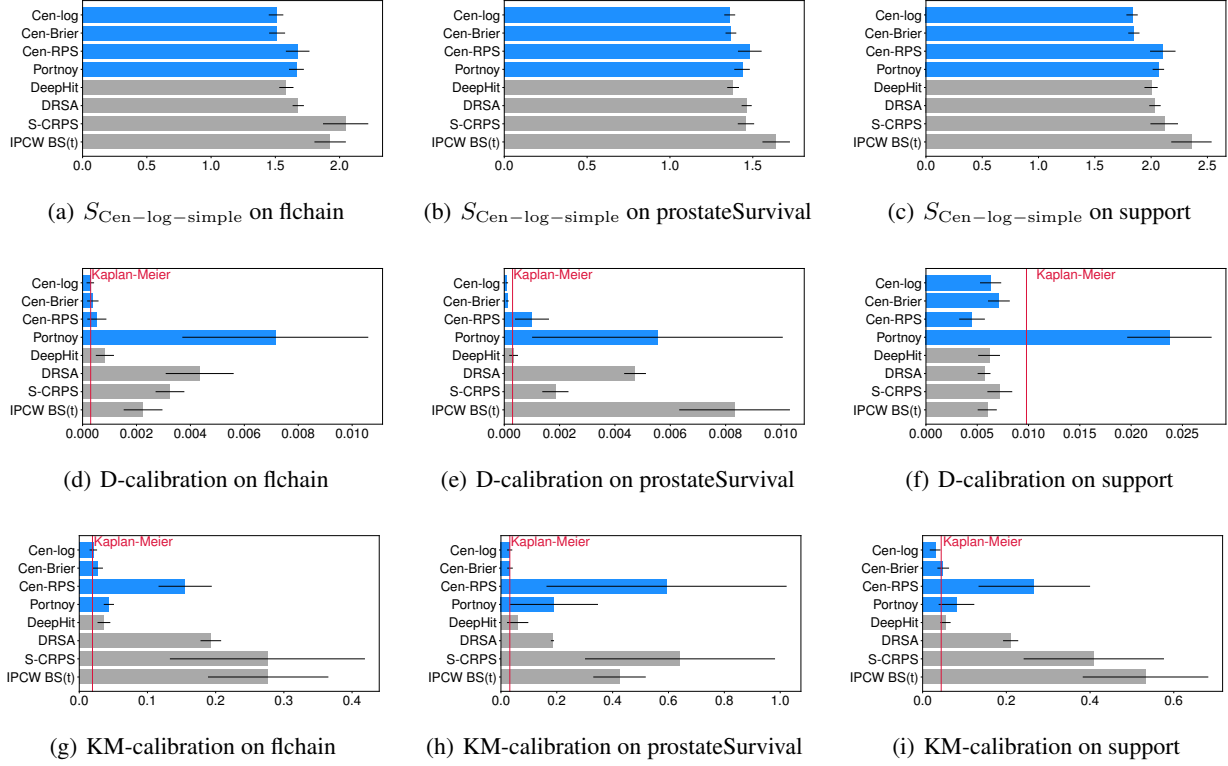 Cen-log
Cen-Brier
Cen-RPS
Portnoy
DeepHit
DRSA
S-CRPS
IPCW BS(t)
0.0 0.5 1.0 1.5 2.0
(a) S_Cen−log−simple on flchain
Cen-log
Cen-Brier
Cen-RPS
Portnoy
DeepHit
DRSA
S-CRPS
IPCW BS(t)
0.0 0.5 1.0 1.5
(b) S_Cen−log−simple on prostateSurvival
Cen-log
Cen-Brier
Cen-RPS
Portnoy
DeepHit
DRSA
S-CRPS
IPCW BS(t)
0.0 0.5 1.0 1.5 2.0 2.5
(c) S_Cen−log−simple on support
Kaplan-Meier
Cen-log
Cen-Brier
Cen-RPS
Portnoy
DeepHit
DRSA
S-CRPS
IPCW BS(t)
0.000 0.002 0.004 0.006 0.008 0.010
(d) D-calibration on flchain
Kaplan-Meier
Cen-log
Cen-Brier
Cen-RPS
Portnoy
DeepHit
DRSA
S-CRPS
IPCW BS(t)
0.000 0.002 0.004 0.006 0.008 0.010
(e) D-calibration on prostateSurvival
Kaplan-Meier
Cen-log
Cen-Brier
Cen-RPS
Portnoy
DeepHit
DRSA
S-CRPS
IPCW BS(t)
0.000 0.005 0.010 0.015 0.020 0.025
(f) D-calibration on support
Kaplan-Meier
Cen-log
Cen-Brier
Cen-RPS
Portnoy
DeepHit
DRSA
S-CRPS
IPCW BS(t)
0.0 0.1 0.2 0.3 0.4
(g) KM-calibration on flchain
Kaplan-Meier
Cen-log
Cen-Brier
Cen-RPS
Portnoy
DeepHit
DRSA
S-CRPS
IPCW BS(t)
0.0 0.2 0.4 0.6 0.8 1.0
(h) KM-calibration on prostateSurvival
Kaplan-Meier
Cen-log
Cen-Brier
Cen-RPS
Portnoy
DeepHit
DRSA
S-CRPS
IPCW BS(t)
0.0 0.2 0.4 0.6
(i) KM-calibration on support